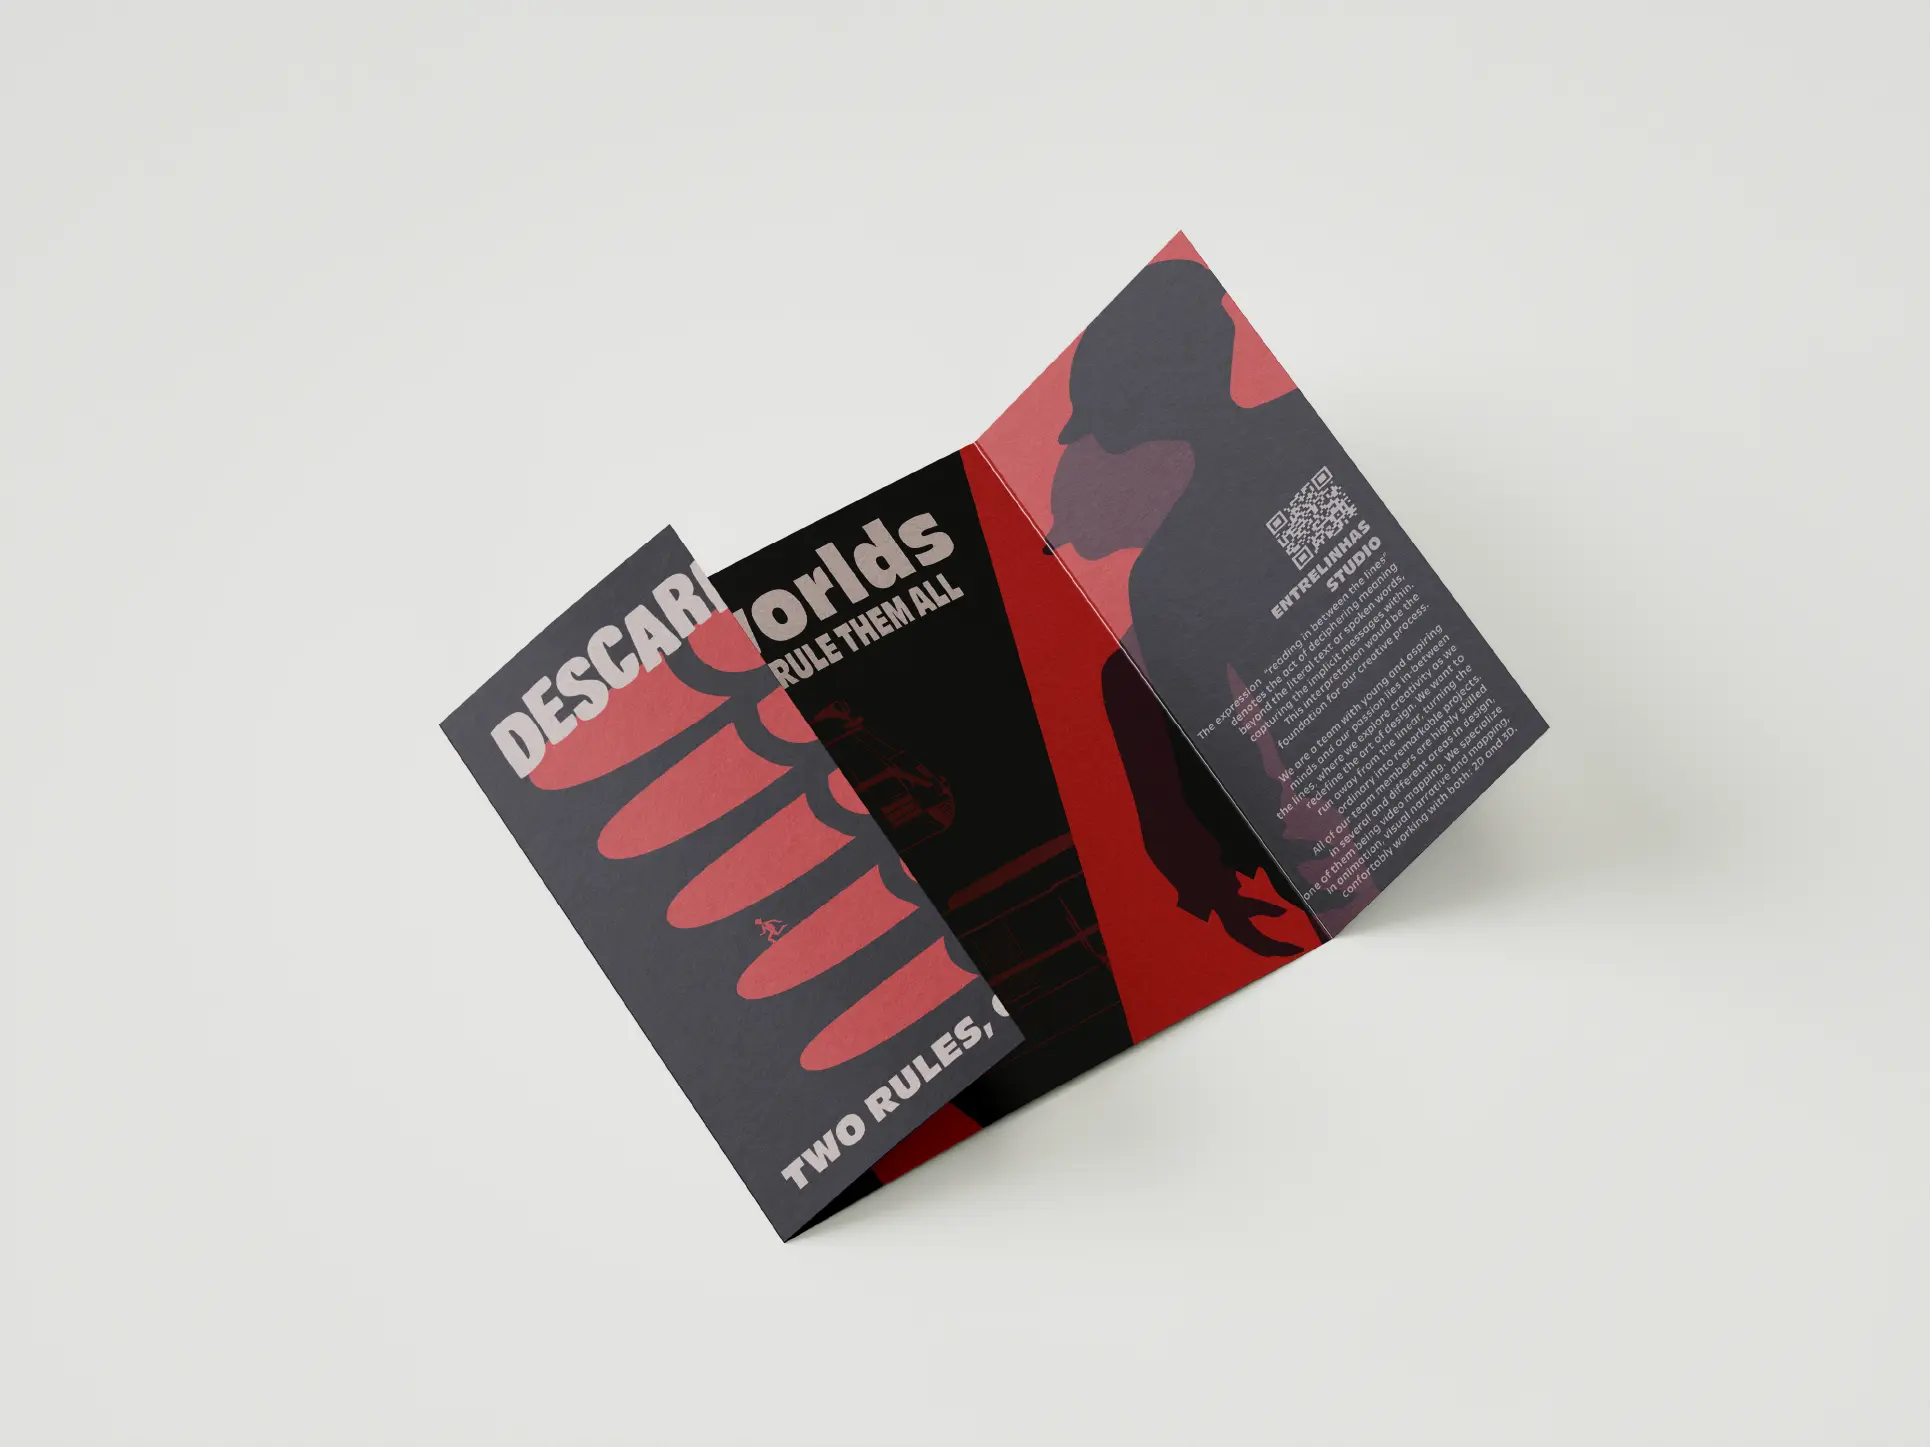 DESCAR
TWO RULES,
Worlds
RULE THEM ALL
ENTRELINHAS
STUDIO
The expression "reading in between the lines"
denotes the act of deciphering meaning
beyond the literal text or spoken words,
capturing the implicit messages within.
This interpretation would be the
foundation for our creative process.
We are a team with young and aspiring
minds and our passion lies in-between
the lines, where we explore creativity as we
redefine the art of design. We want to
run away from the linear, turning the
ordinary into remarkable projects.
All of our team members are highly skilled
in several and different areas in design,
one of them being video mapping. We specialize
in animation, visual narrative and mapping,
confortably working with both: 2D and 3D.